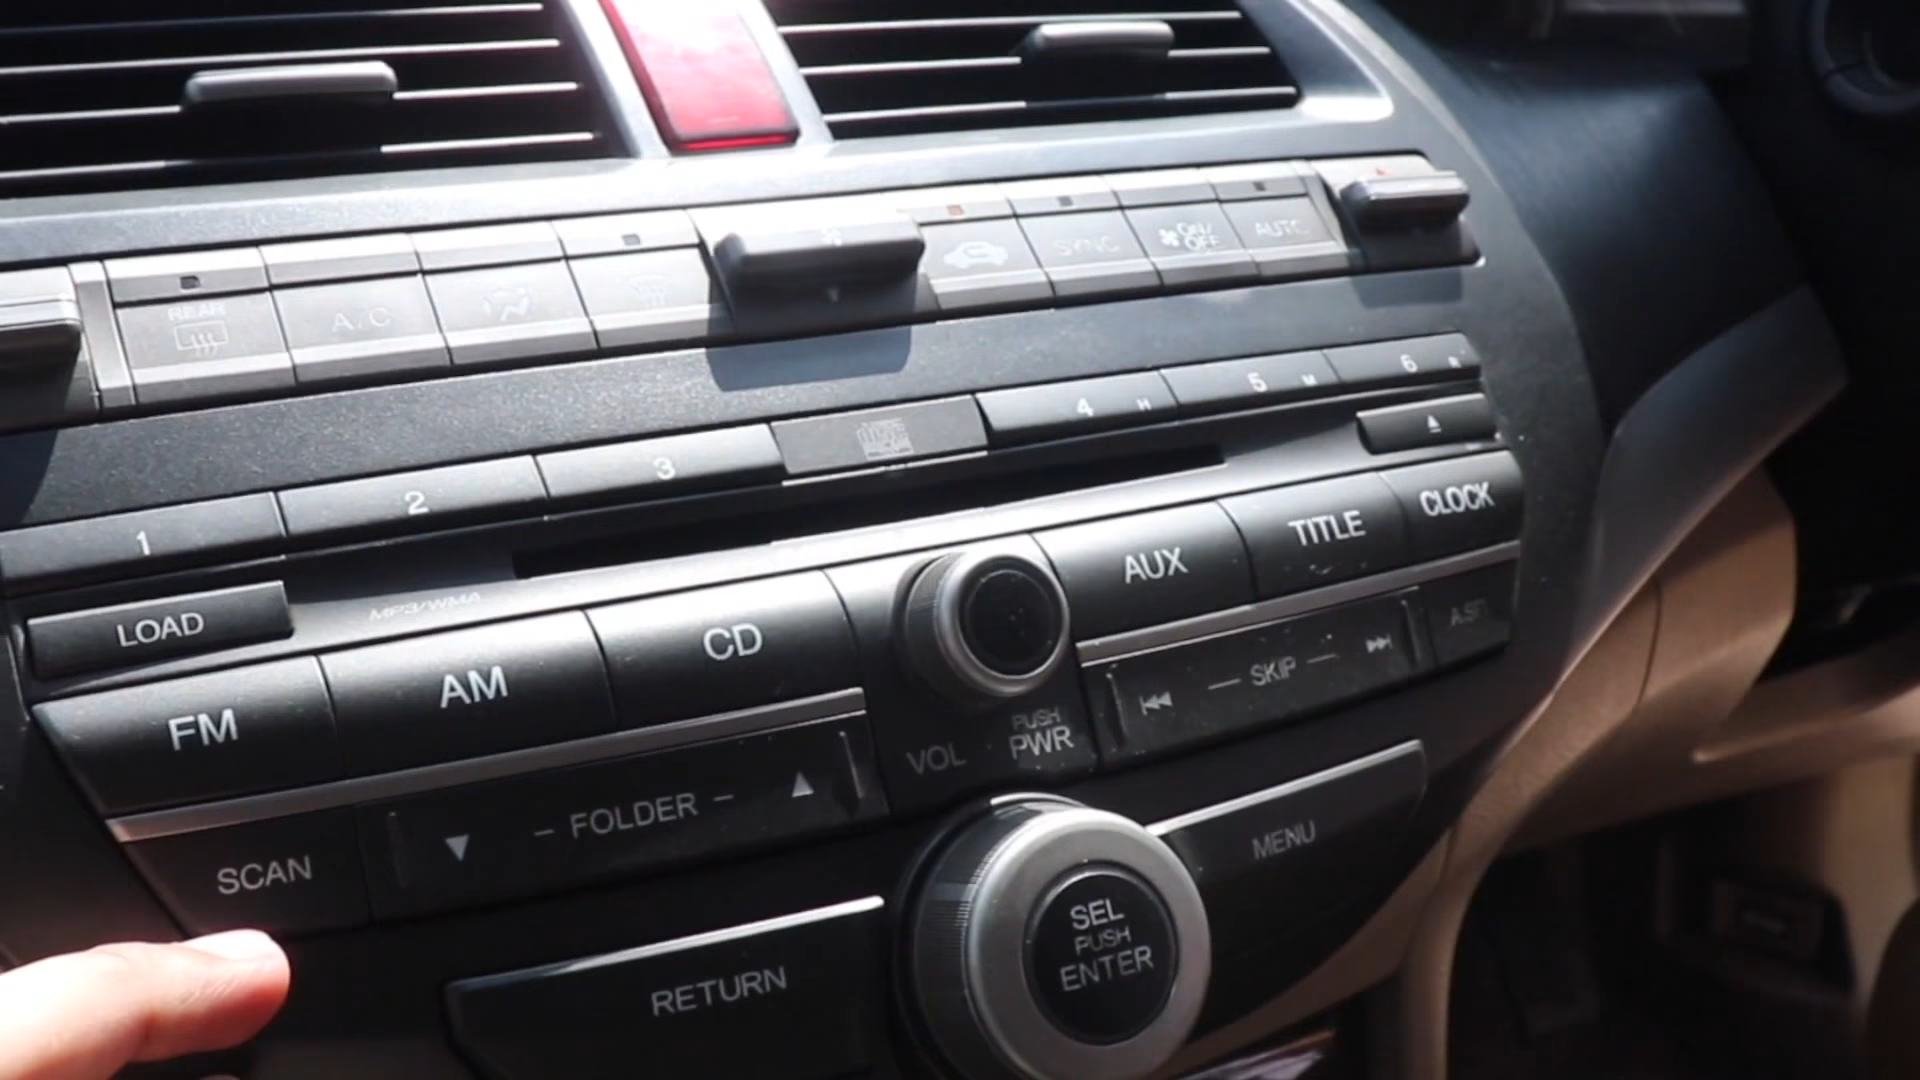 REAR
A/C
SYNC
ON/
OFF
AUTO
1
2
3
4 H
5 M
6 R
LOAD
MP3/WMA
FM
AM
CD
AUX
TITLE
CLOCK
SCAN
– FOLDER –
VOL
PUSH
PWR
— SKIP —
A.SEL
RETURN
SEL
PUSH
ENTER
MENU